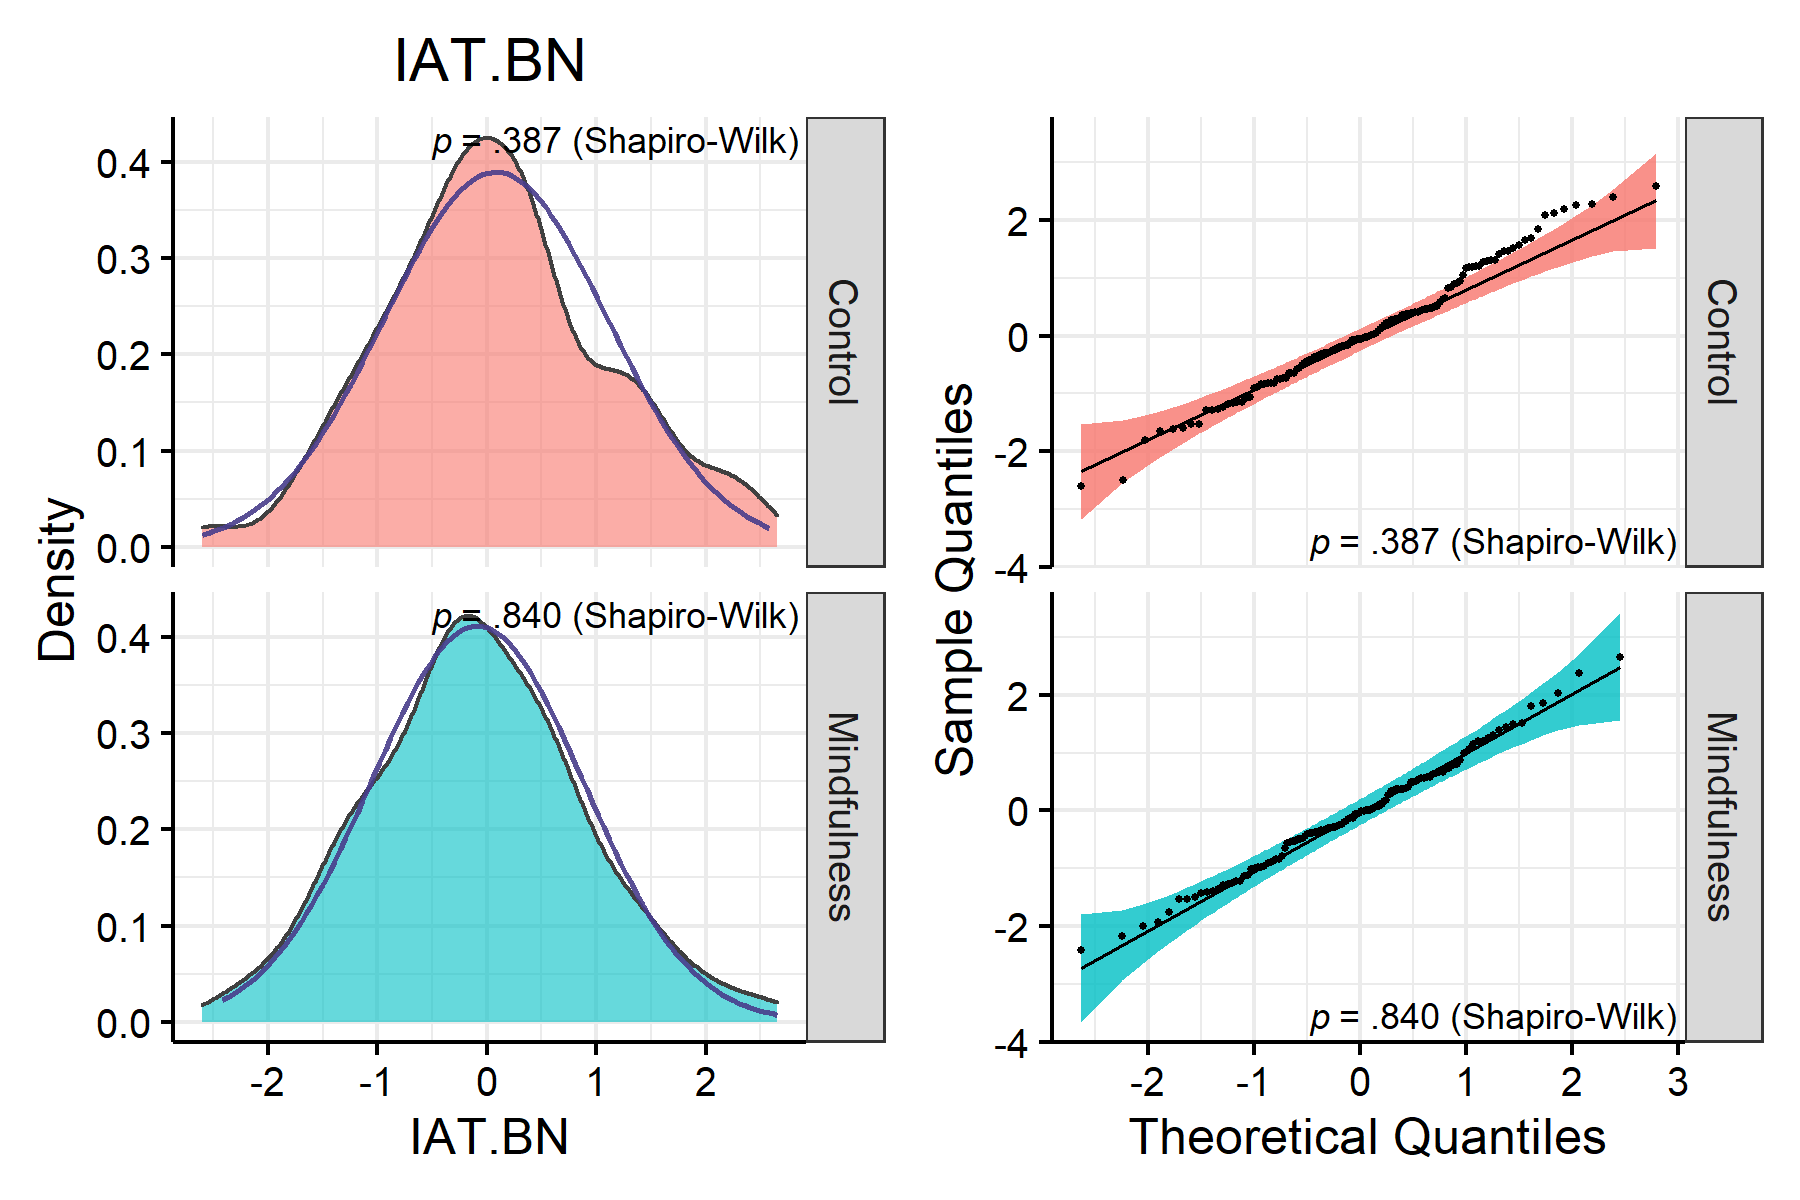 IAT.BN
Density
0.4
0.3
0.2
0.1
0.0
p = .387 (Shapiro-Wilk)
Control
0.4
0.3
0.2
0.1
0.0
p = .840 (Shapiro-Wilk)
Mindfulness
-2 -1 0 1 2
IAT.BN
Sample Quantiles
2
0
-2
-4
p = .387 (Shapiro-Wilk)
Control
2
0
-2
-4
p = .840 (Shapiro-Wilk)
Mindfulness
-2 -1 0 1 2 3
Theoretical Quantiles